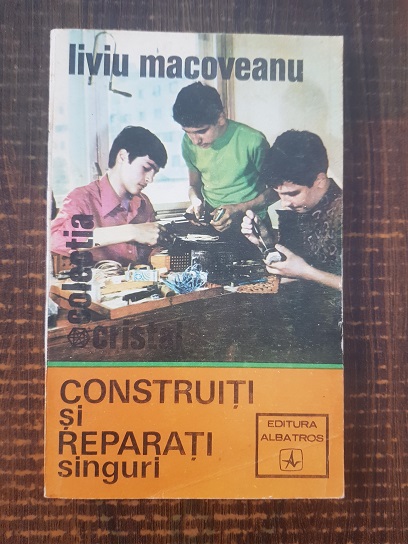 liviu macoveanu
colecția
cristal
CONSTRUIȚI
și
REPARAȚI
singuri
EDITURA
ALBATROS